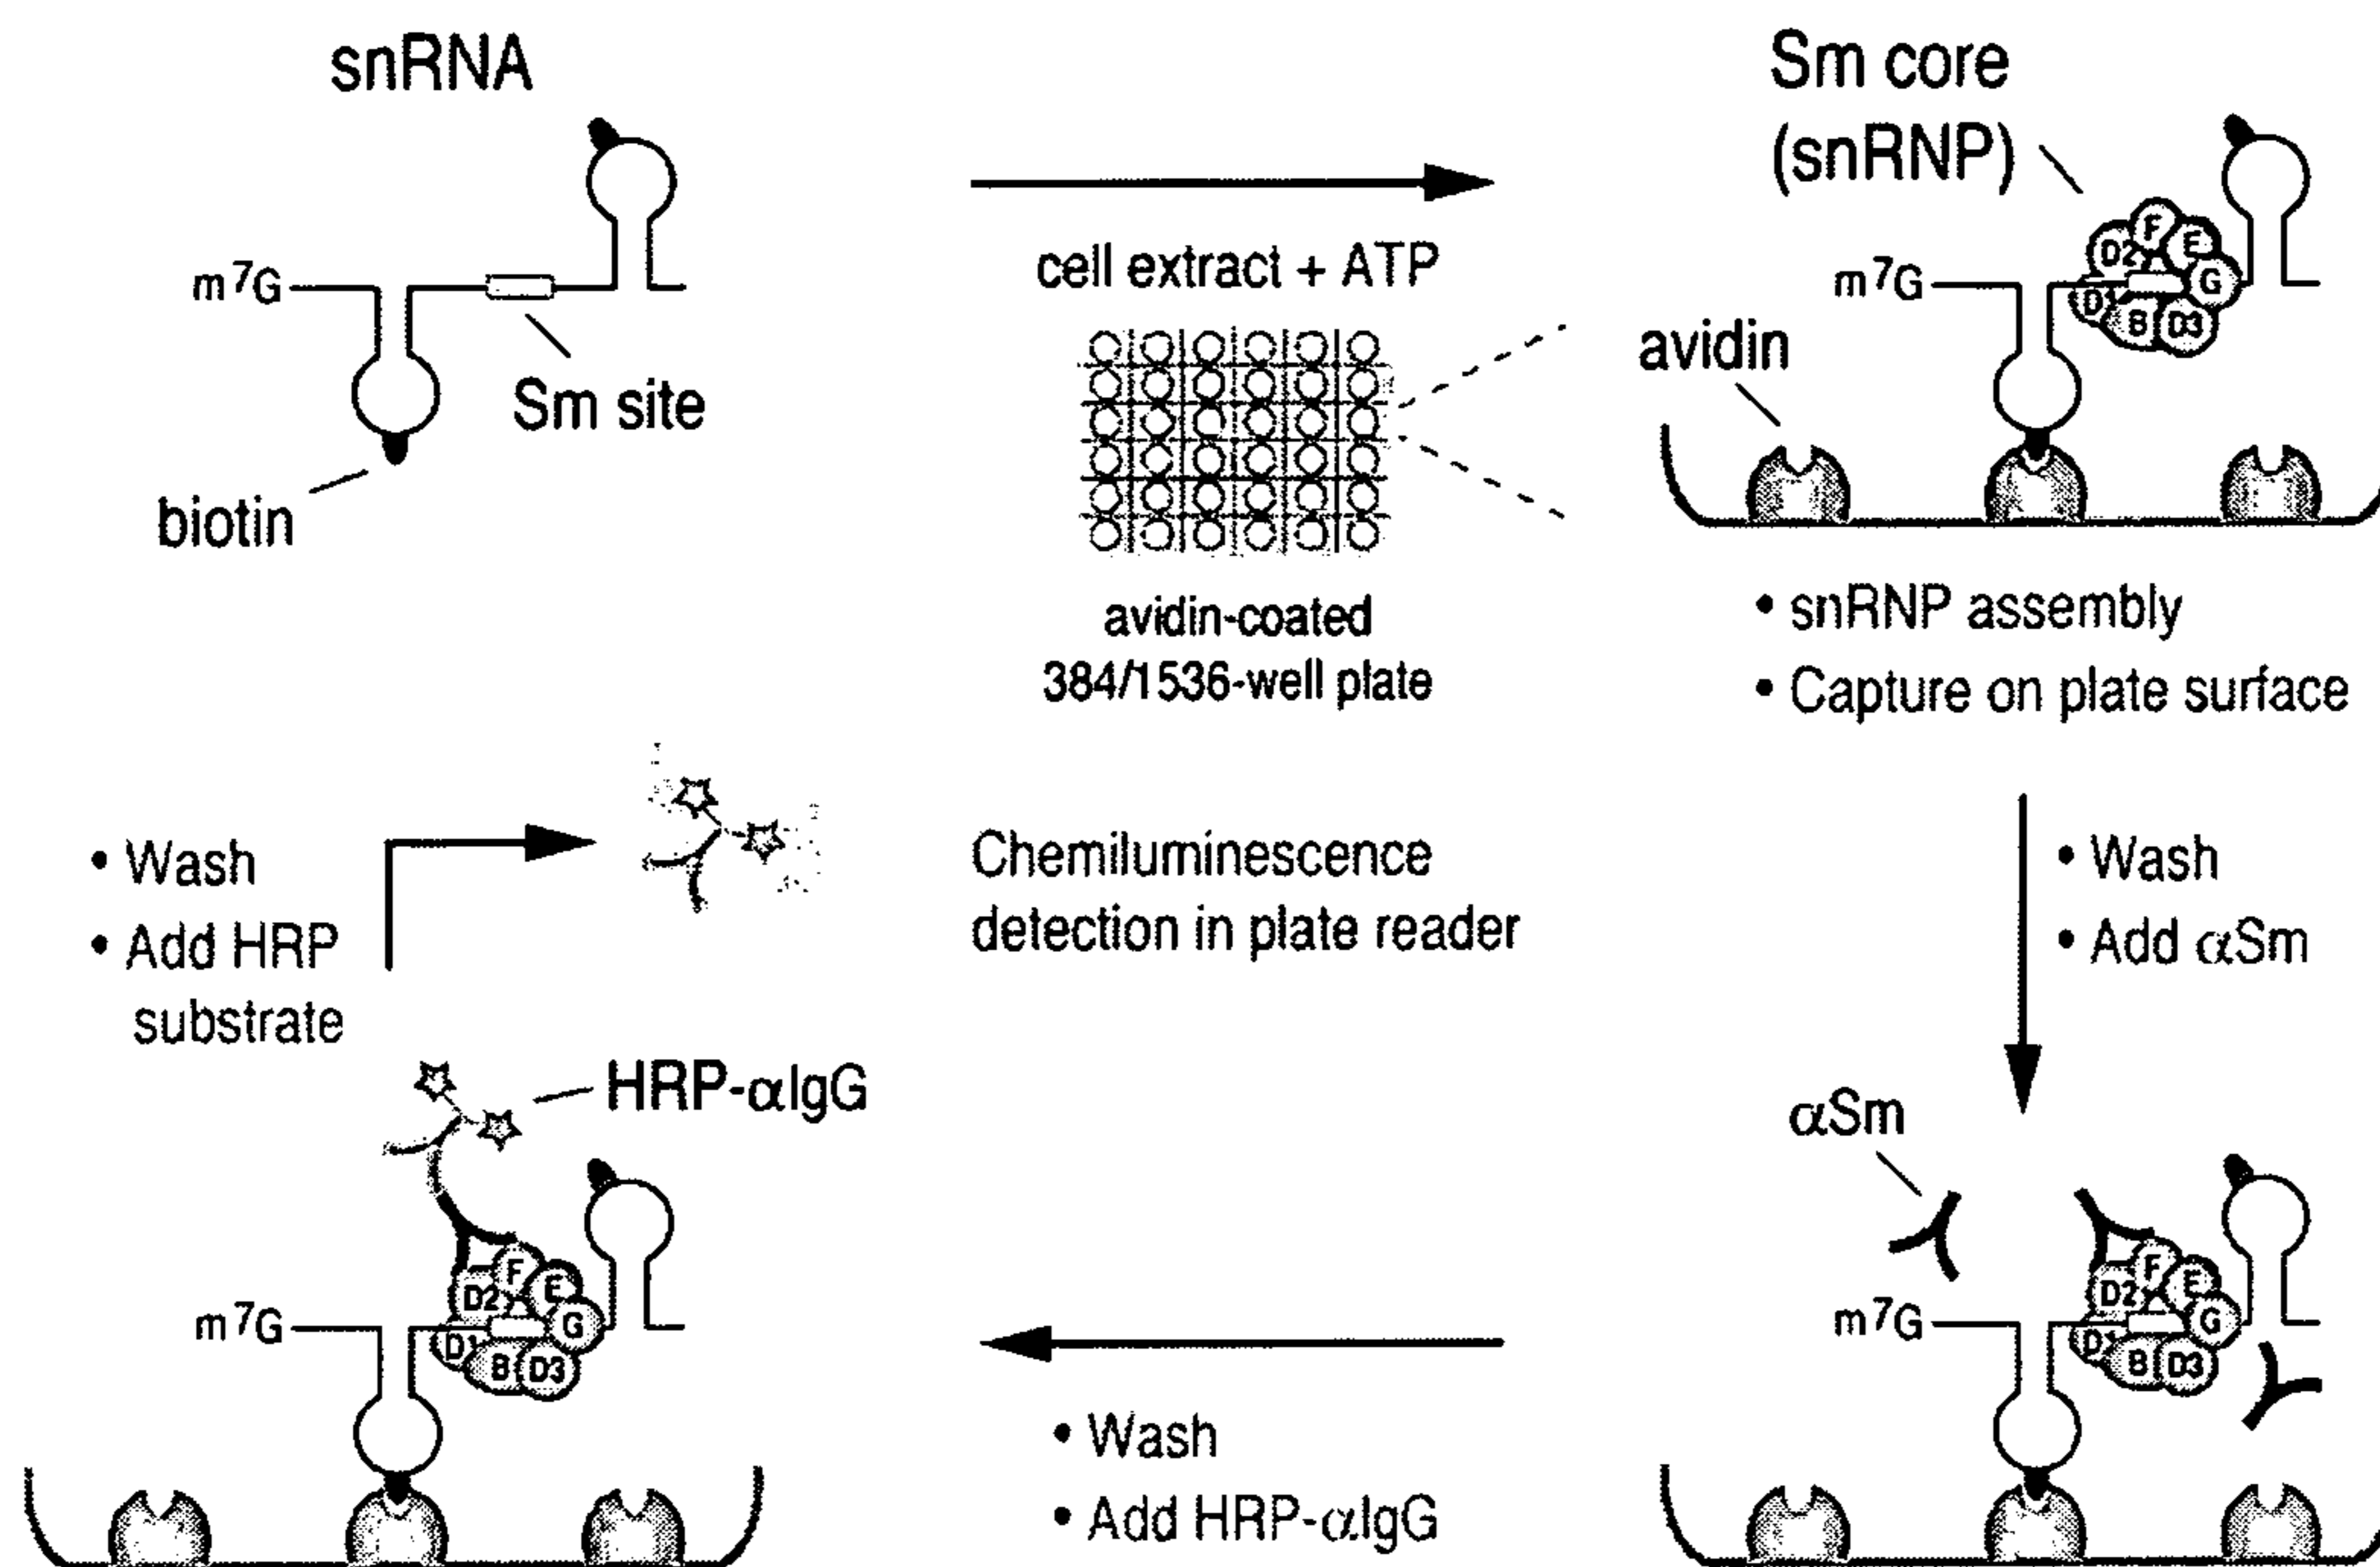 snRNA
m7G
Sm site
biotin
cell extract + ATP
avidin-coated
384/1536-well plate
Sm core
(snRNP)
D2
F
E
G
D1
B
D3
m7G
avidin
• snRNP assembly
• Capture on plate surface
• Wash
• Add αSm
αSm
D2
F
E
G
D1
B
D3
m7G
• Wash
• Add HRP-αIgG
HRP-αIgG
D2
F
E
G
D1
B
D3
m7G
• Wash
• Add HRP
substrate
Chemiluminescence
detection in plate reader